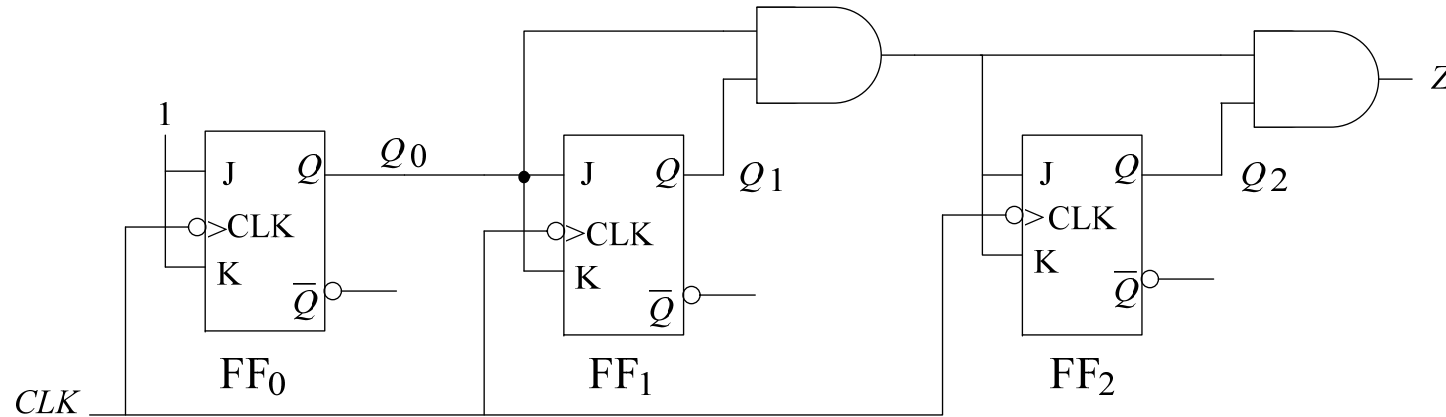 1
Z
J Q Q0 J Q Q1 J Q Q2
>CLK >CLK >CLK
K K K
Q̅ Q̅ Q̅
FF₀ FF₁ FF₂
CLK